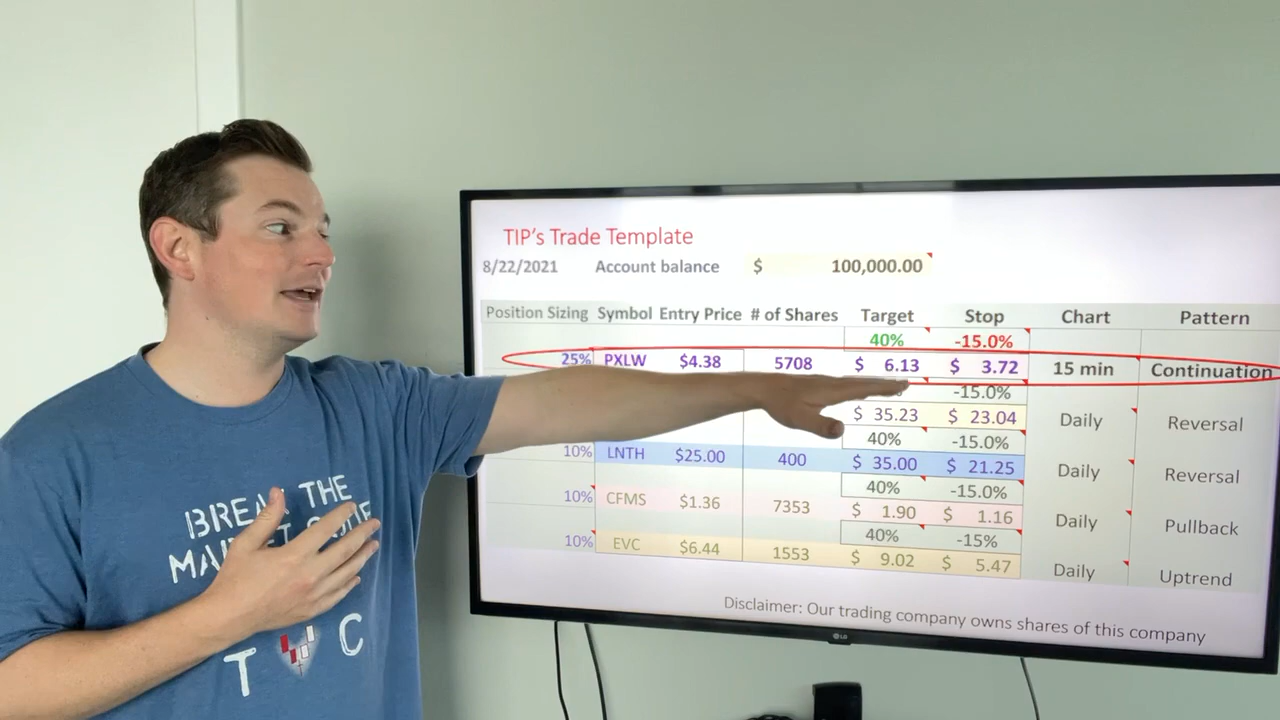 TIP's Trade Template
8/22/2021 Account balance $ 100,000.00
Position Sizing Symbol Entry Price # of Shares Target Stop Chart Pattern
40% -15.0%
25% PXLW $4.38 5708 $ 6.13 $ 3.72 15 min Continuation
-15.0%
$ 35.23 $ 23.04 Daily Reversal
40% -15.0%
10% LNTH $25.00 400 $ 35.00 $ 21.25 Daily Reversal
40% -15.0%
10% CFMS $1.36 7353 $ 1.90 $ 1.16 Daily Pullback
40% -15%
10% EVC $6.44 1553 $ 9.02 $ 5.47 Daily Uptrend
Disclaimer: Our trading company owns shares of this company
LG
BREAK THE
T C